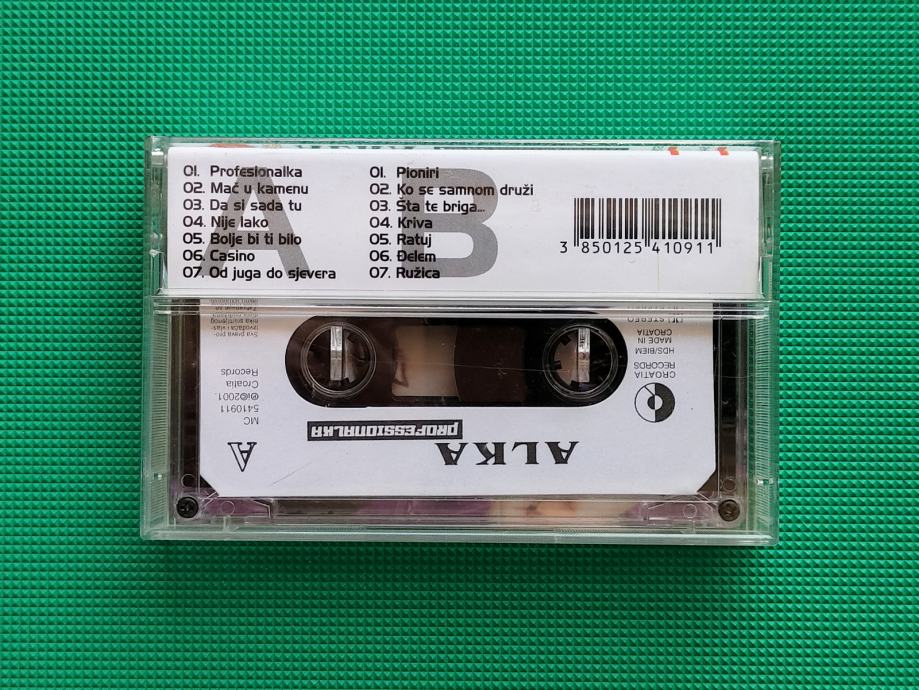 A
01. Profesionalka
02. Mač u kamenu
03. Da si sada tu
04. Nije lako
05. Bolje bi ti bilo
06. Casino
07. Od juga do sjevera
B
01. Pioniri
02. Ko se samnom druži
03. Šta te briga...
04. Kriva
05. Ratuj
06. Đelem
07. Ružica
3 850125 410911
ALKA
PROFESSIONALKA
A
MC
5410911
℗i©2001.
Croatia
Records
CROATIA
RECORDS
HDS/BIEM
MADE IN
CROATIA
STEREO